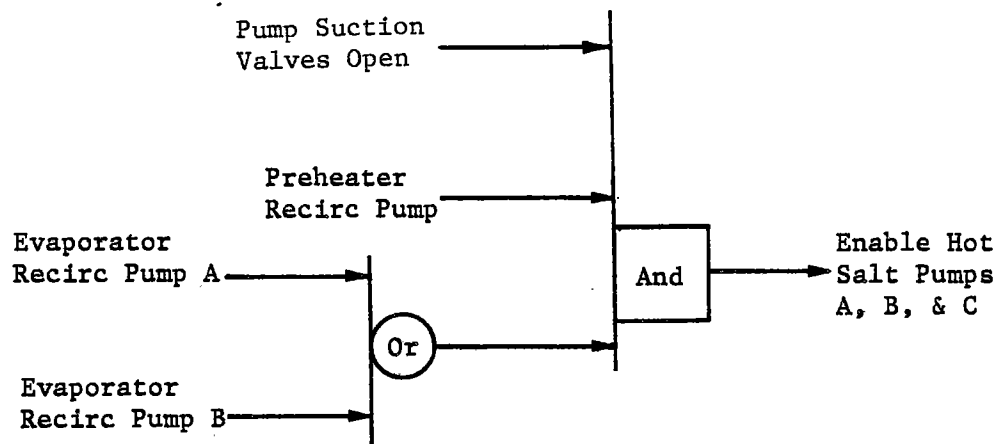 Pump Suction
Valves Open
Preheater
Recirc Pump
Evaporator
Recirc Pump A
And
Enable Hot
Salt Pumps
A, B, & C
Or
Evaporator
Recirc Pump B